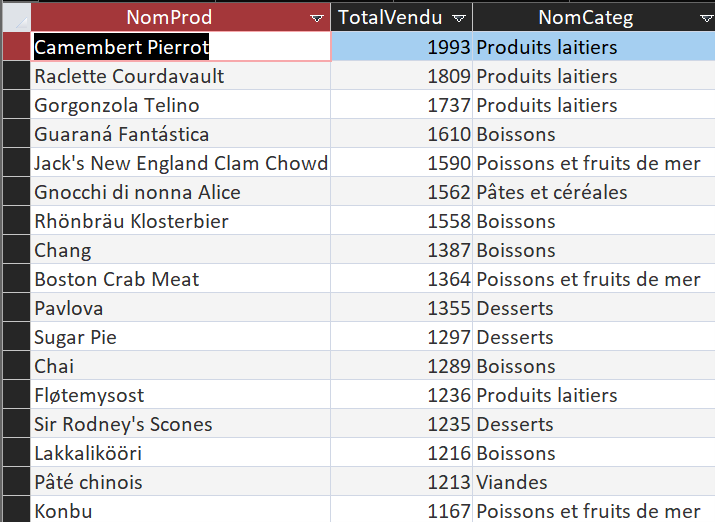 NomProd TotalVendu NomCateg
Camembert Pierrot 1993 Produits laitiers
Raclette Courdavault 1809 Produits laitiers
Gorgonzola Telino 1737 Produits laitiers
Guaraná Fantástica 1610 Boissons
Jack's New England Clam Chowd 1590 Poissons et fruits de mer
Gnocchi di nonna Alice 1562 Pâtes et céréales
Rhönbräu Klosterbier 1558 Boissons
Chang 1387 Boissons
Boston Crab Meat 1364 Poissons et fruits de mer
Pavlova 1355 Desserts
Sugar Pie 1297 Desserts
Chai 1289 Boissons
Fløtemysost 1236 Produits laitiers
Sir Rodney's Scones 1235 Desserts
Lakkalikööri 1216 Boissons
Pâté chinois 1213 Viandes
Konbu 1167 Poissons et fruits de mer